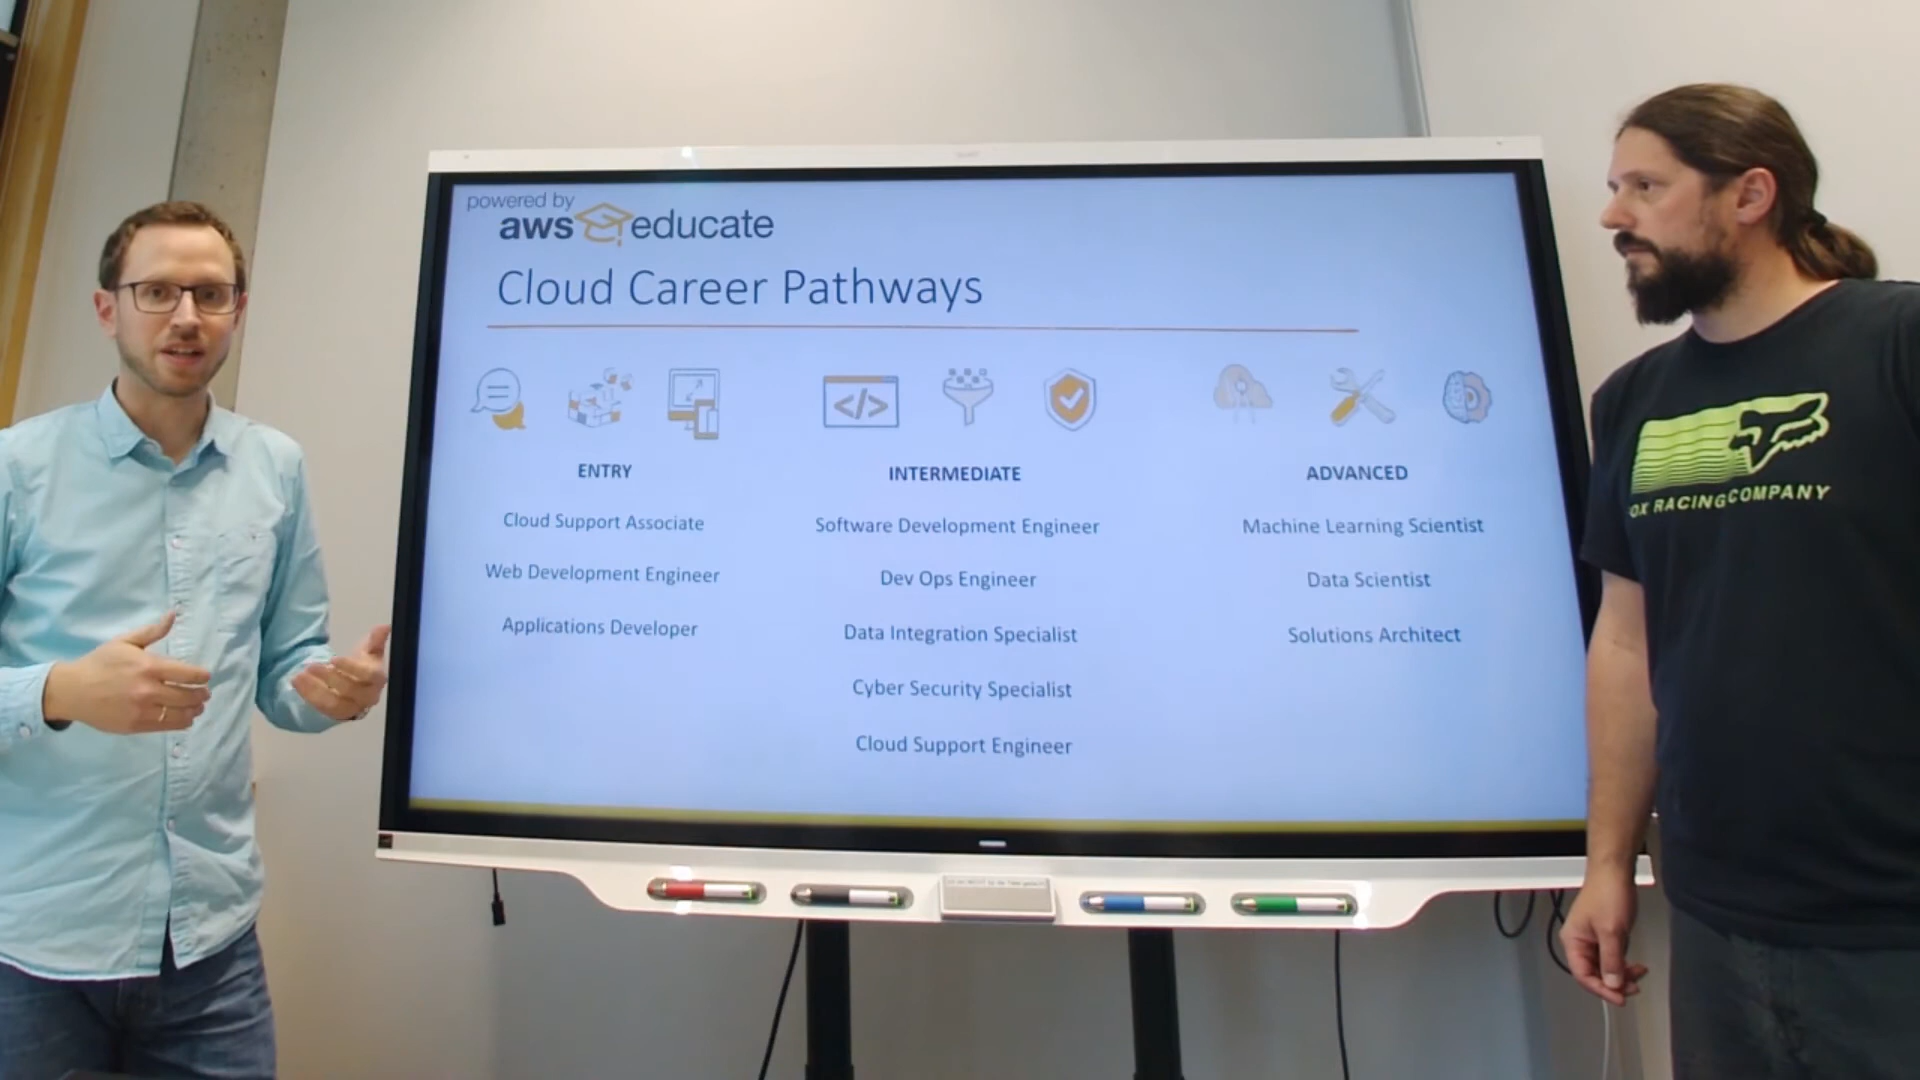 powered by
aws educate
Cloud Career Pathways
</>
ENTRY
Cloud Support Associate
Web Development Engineer
Applications Developer
INTERMEDIATE
Software Development Engineer
Dev Ops Engineer
Data Integration Specialist
Cyber Security Specialist
Cloud Support Engineer
ADVANCED
Machine Learning Scientist
Data Scientist
Solutions Architect
RACING COMPANY